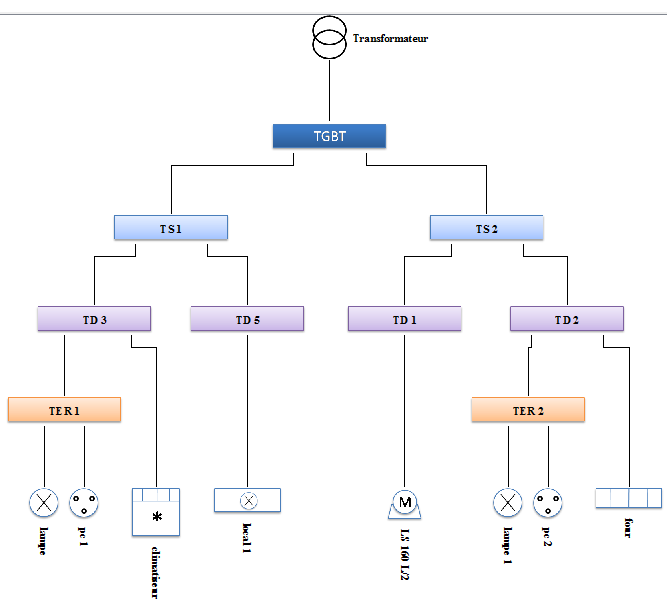 Transformateur
TGBT
TS1
TS2
TD 3
TD 5
TD 1
TD 2
TER 1
TER 2
M
*
lampe
pc 1
climatiseur
local 1
LS 160 L/2
lampe 1
pc 2
four